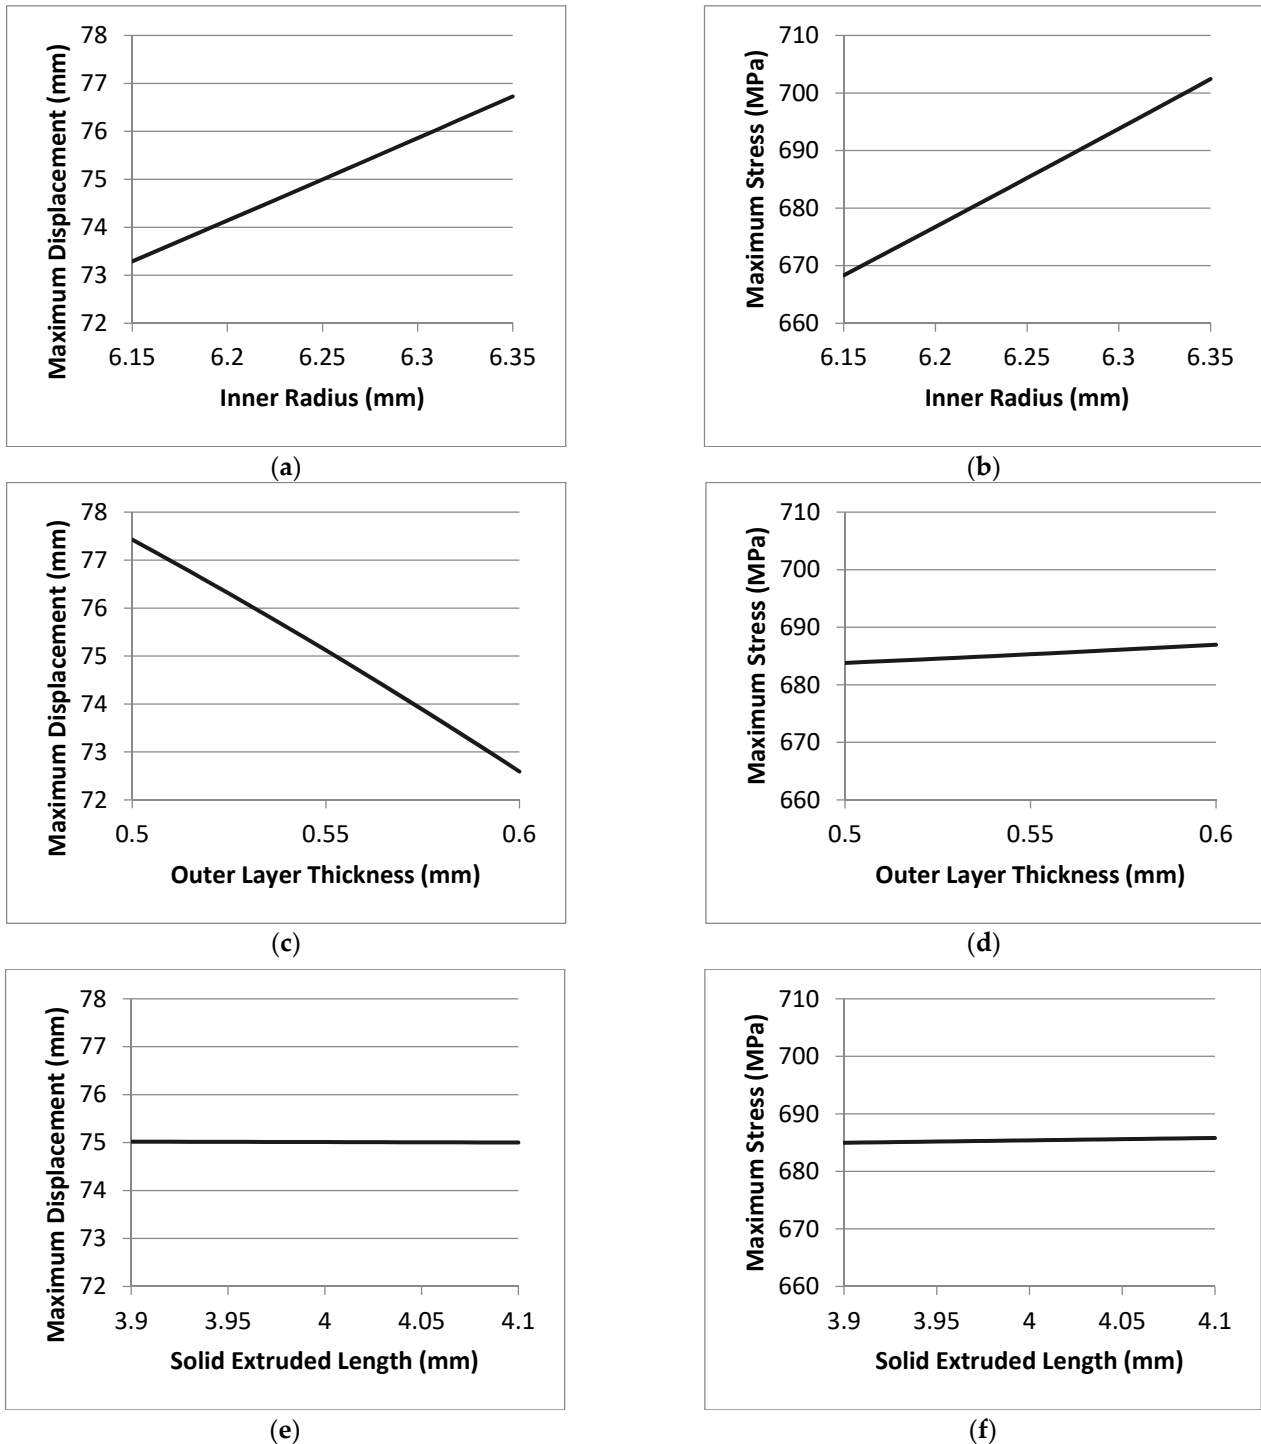 Maximum Displacement (mm)
78
77
76
75
74
73
72
6.15 6.2 6.25 6.3 6.35
Inner Radius (mm)
(a)
Maximum Stress (MPa)
710
700
690
680
670
660
6.15 6.2 6.25 6.3 6.35
Inner Radius (mm)
(b)
Maximum Displacement (mm)
78
77
76
75
74
73
72
0.5 0.55 0.6
Outer Layer Thickness (mm)
(c)
Maximum Stress (MPa)
710
700
690
680
670
660
0.5 0.55 0.6
Outer Layer Thickness (mm)
(d)
Maximum Displacement (mm)
78
77
76
75
74
73
72
3.9 3.95 4 4.05 4.1
Solid Extruded Length (mm)
(e)
Maximum Stress (MPa)
710
700
690
680
670
660
3.9 3.95 4 4.05 4.1
Solid Extruded Length (mm)
(f)